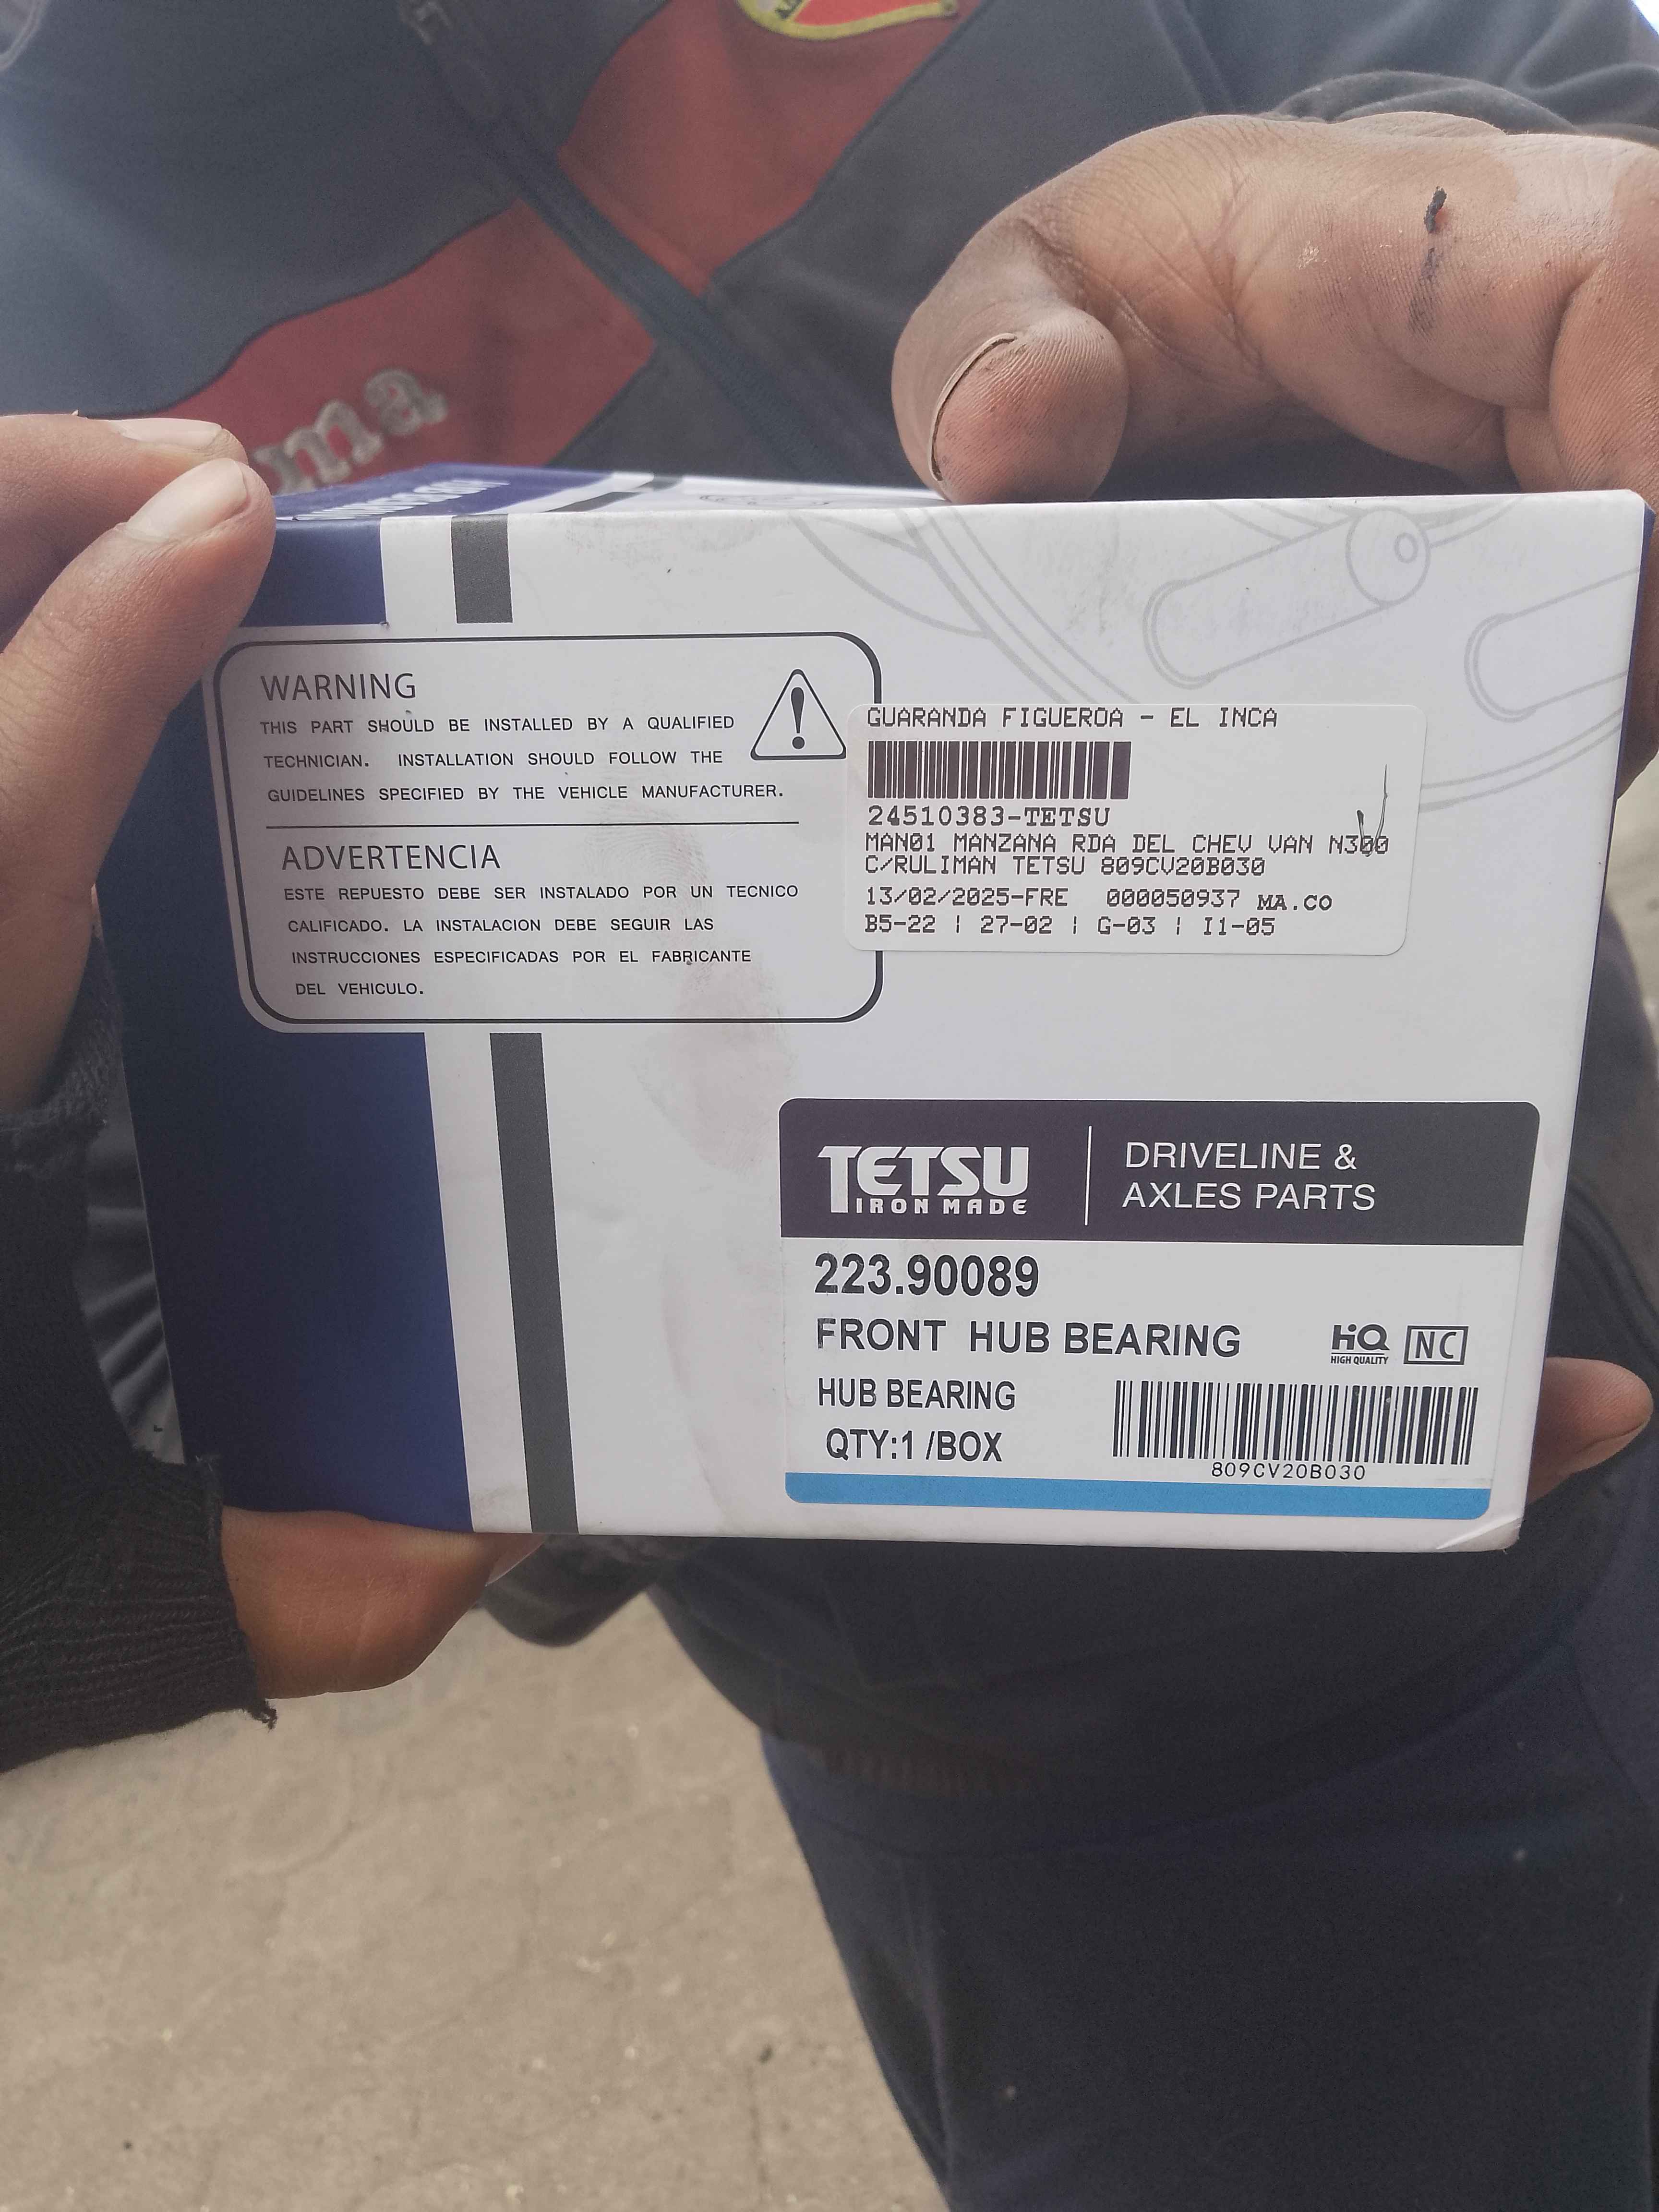 ma
WARNING
THIS PART SHOULD BE INSTALLED BY A QUALIFIED
TECHNICIAN. INSTALLATION SHOULD FOLLOW THE
GUIDELINES SPECIFIED BY THE VEHICLE MANUFACTURER.
ADVERTENCIA
ESTE REPUESTO DEBE SER INSTALADO POR UN TECNICO
CALIFICADO. LA INSTALACION DEBE SEGUIR LAS
INSTRUCCIONES ESPECIFICADAS POR EL FABRICANTE
DEL VEHICULO.
GUARANDA FIGUEROA - EL INCA
24510383-TETSU
MAN01 MANZANA RDA DEL CHEV VAN N300
C/RULIMAN TETSU 809CV20B030
13/02/2025-FRE 000050937 MA.CO
B5-22 | 27-02 | G-03 | I1-05
TETSU
IRON MADE
DRIVELINE &
AXLES PARTS
223.90089
FRONT HUB BEARING
HiQ
HIGH QUALITY
NC
HUB BEARING
QTY:1 /BOX
809CV20B030